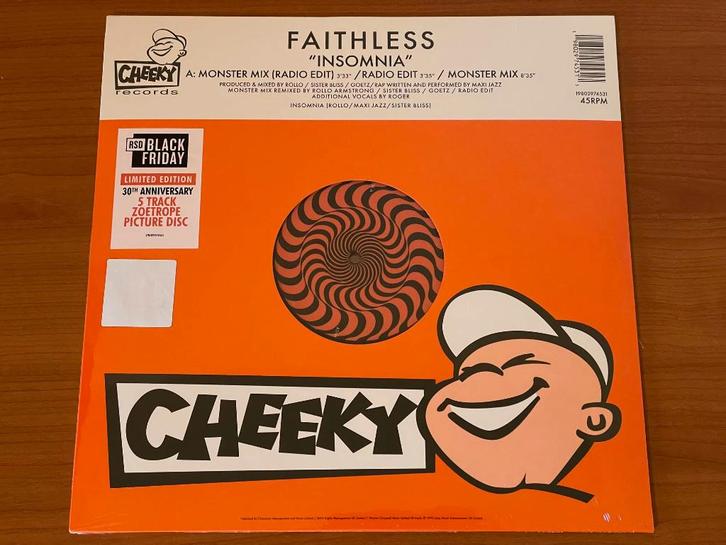 CHEEKY
records
FAITHLESS
"INSOMNIA"
A: MONSTER MIX (RADIO EDIT) 3'33" /RADIO EDIT 3'35" / MONSTER MIX 8'35"
PRODUCED & MIXED BY ROLLO / SISTER BLISS / GOETZ/RAP WRITTEN AND PERFORMED BY MAXI JAZZ
MONSTER MIX REMIXED BY ROLLO ARMSTRONG / SISTER BLISS / GOETZ / RADIO EDIT
ADDITIONAL VOCALS BY ROGER
INSOMNIA (ROLLO/MAXI JAZZ/SISTER BLISS)
19802974531
45RPM
RSD BLACK
FRIDAY
LIMITED EDITION
30TH ANNIVERSARY
5 TRACK
ZOETROPE
PICTURE DISC
CHEEKY